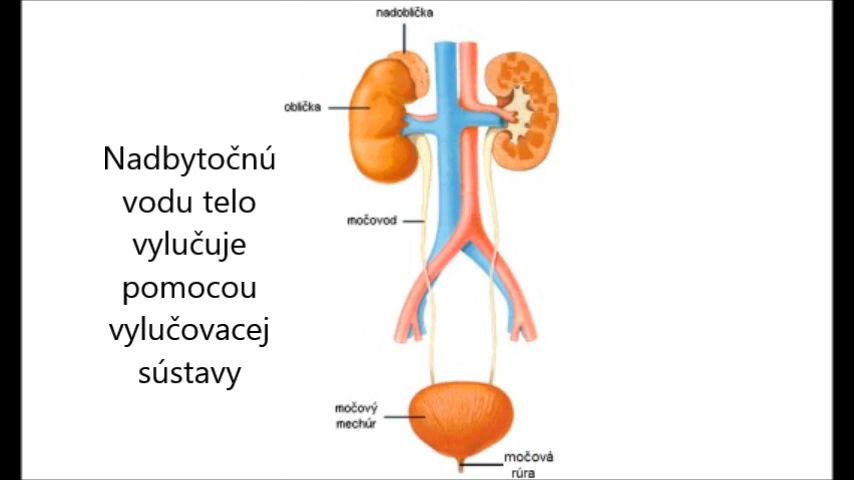 nadoblička
oblička
Nadbytočnú
vodu telo
vylučuje
pomocou
vylučovacej
sústavy
močovod
močový
mechúr
močová
rúra